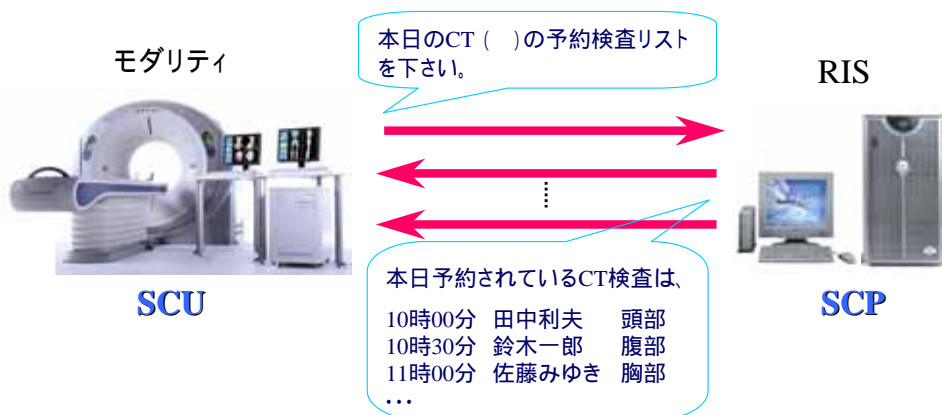 本日のCT (　)の予約検査リスト
を下さい。
モダリティ
RIS
SCU
SCP
本日予約されているCT検査は、
10時00分 田中利夫 頭部
10時30分 鈴木一郎 腹部
11時00分 佐藤みゆき 胸部
･･･